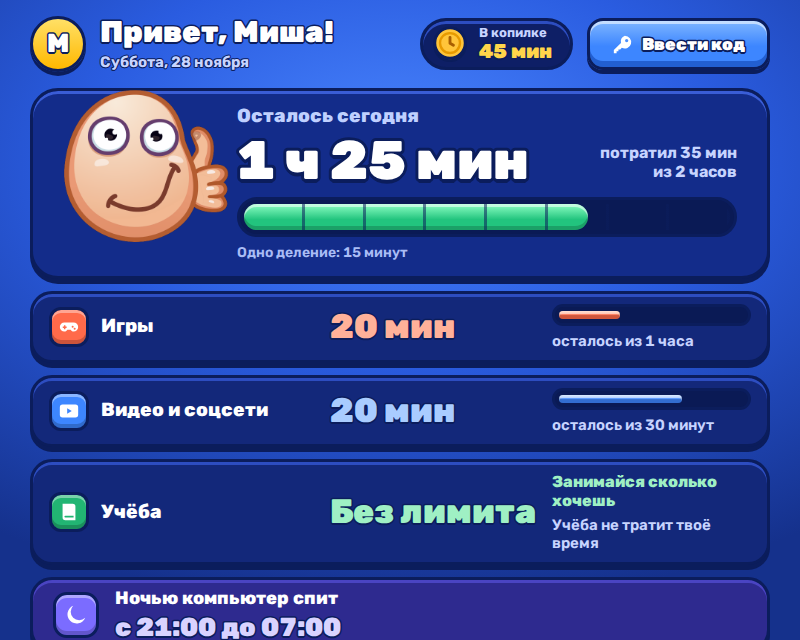 М
Привет, Миша!
Суббота, 28 ноября
В копилке
45 мин
Ввести код
Осталось сегодня
1 ч 25 мин
потратил 35 мин
из 2 часов
Одно деление: 15 минут
Игры
20 мин
осталось из 1 часа
Видео и соцсети
20 мин
осталось из 30 минут
Учёба
Без лимита
Занимайся сколько
хочешь
Учёба не тратит твоё
время
Ночью компьютер спит
с 21:00 до 07:00